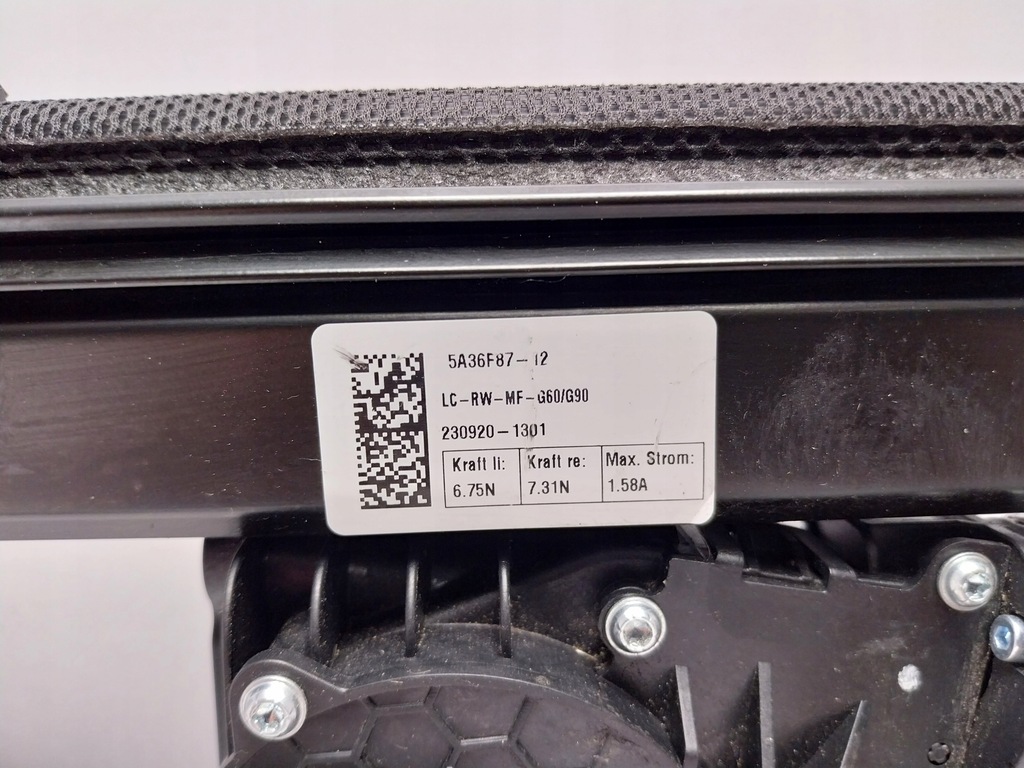 5A36F87-12
LC-RW-MF-G60/G90
230920-1301
Kraft li: Kraft re: Max. Strom:
6.75N 7.31N 1.58A